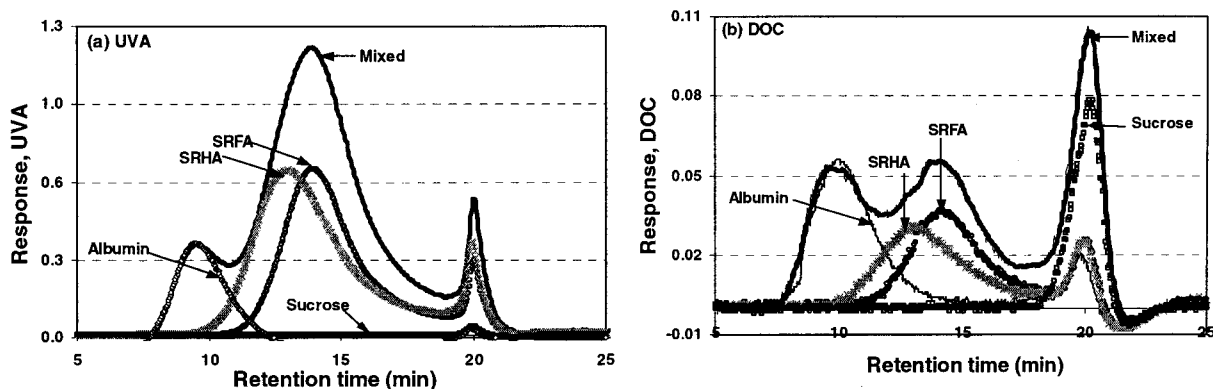 (a) UVA
Response, UVA
1.3
1.0
0.6
0.3
0.0
Mixed
SRFA
SRHA
Albumin
Sucrose
5 10 15 20 25
Retention time (min)
(b) DOC
Response, DOC
0.11
0.08
0.05
0.02
-0.01
Mixed
Sucrose
SRFA
SRHA
Albumin
5 10 15 20 25
Retention time (min)